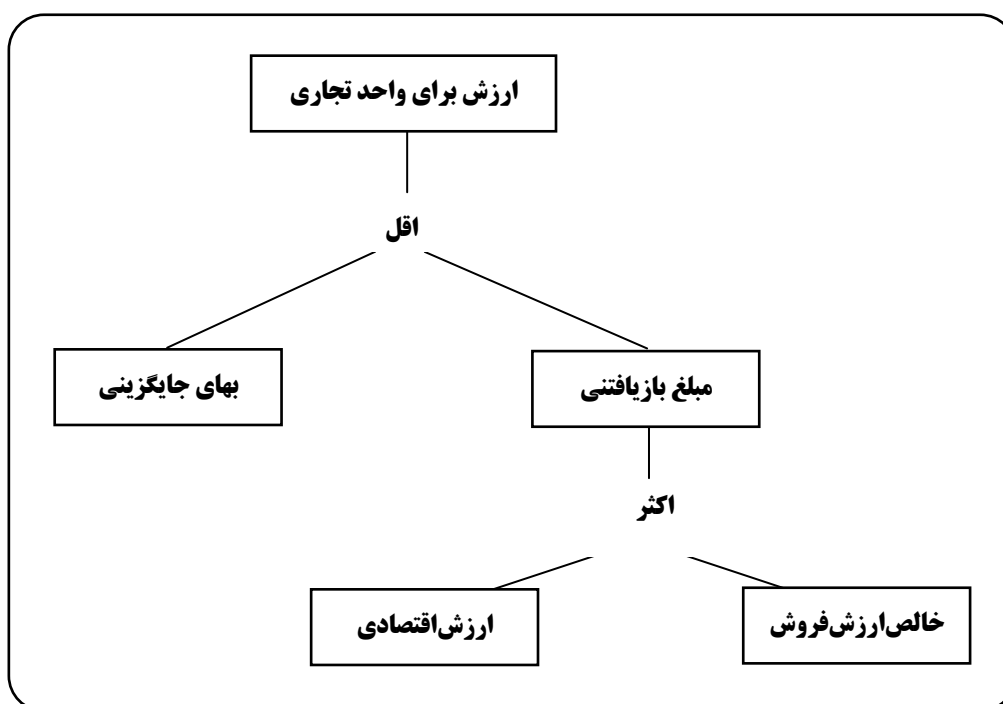 ارزش برای واحد تجاری
اقل
مبلغ بازیافتنی
بهای جایگزینی
اکثر
خالص‌ارزش‌فروش
ارزش‌اقتصادی